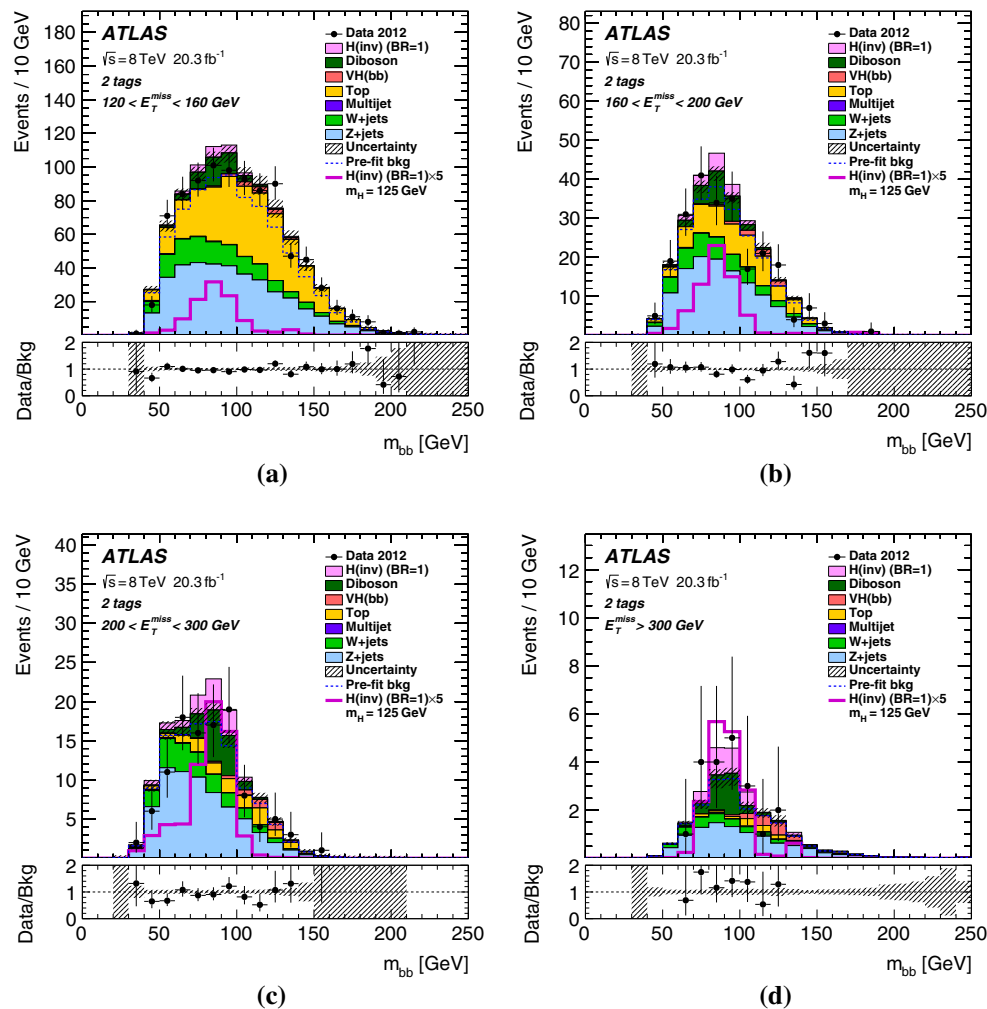 ATLAS
√s = 8 TeV 20.3 fb⁻¹
2 tags
120 < E_T^miss < 160 GeV
Data 2012
H(inv) (BR=1)
Diboson
VH(bb)
Top
Multijet
W+jets
Z+jets
Uncertainty
Pre-fit bkg
H(inv) (BR=1)×5
m_H = 125 GeV
Events / 10 GeV
180
160
140
120
100
80
60
40
20
Data/Bkg
2
1
0
0 50 100 150 200 250
m_bb [GeV]
(a)
ATLAS
√s = 8 TeV 20.3 fb⁻¹
2 tags
160 < E_T^miss < 200 GeV
Data 2012
H(inv) (BR=1)
Diboson
VH(bb)
Top
Multijet
W+jets
Z+jets
Uncertainty
Pre-fit bkg
H(inv) (BR=1)×5
m_H = 125 GeV
Events / 10 GeV
80
70
60
50
40
30
20
10
Data/Bkg
2
1
0
0 50 100 150 200 250
m_bb [GeV]
(b)
ATLAS
√s = 8 TeV 20.3 fb⁻¹
2 tags
200 < E_T^miss < 300 GeV
Data 2012
H(inv) (BR=1)
Diboson
VH(bb)
Top
Multijet
W+jets
Z+jets
Uncertainty
Pre-fit bkg
H(inv) (BR=1)×5
m_H = 125 GeV
Events / 10 GeV
40
35
30
25
20
15
10
5
Data/Bkg
2
1
0
0 50 100 150 200 250
m_bb [GeV]
(c)
ATLAS
√s = 8 TeV 20.3 fb⁻¹
2 tags
E_T^miss > 300 GeV
Data 2012
H(inv) (BR=1)
Diboson
VH(bb)
Top
Multijet
W+jets
Z+jets
Uncertainty
Pre-fit bkg
H(inv) (BR=1)×5
m_H = 125 GeV
Events / 10 GeV
12
10
8
6
4
2
Data/Bkg
2
1
0
0 50 100 150 200 250
m_bb [GeV]
(d)